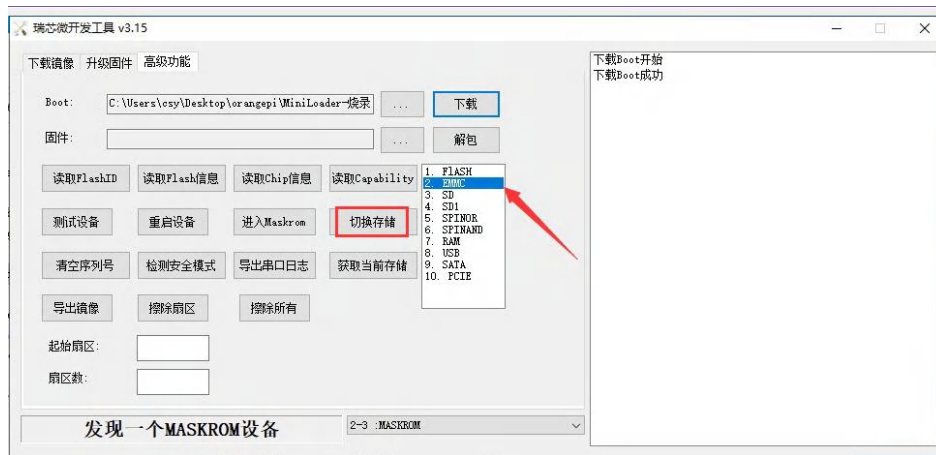 瑞芯微开发工具 v3.15
下载镜像 升级固件 高级功能
Boot: C:\Users\csy\Desktop\orangepi\MiniLoader-烧录 ... 下载
固件: ... 解包
读取FlashID 读取Flash信息 读取Chip信息 读取Capability
测试设备 重启设备 进入Maskrom 切换存储
清空序列号 检测安全模式 导出串口日志 获取当前存储
导出镜像 擦除扇区 擦除所有
1. FlASH
2. EMMC
3. SD
4. SD1
5. SPINOR
6. SPINAND
7. RAM
8. USB
9. SATA
10. PCIE
起始扇区:
扇区数:
发现一个MASKROM设备 2-3 :MASKROM
下载Boot开始
下载Boot成功